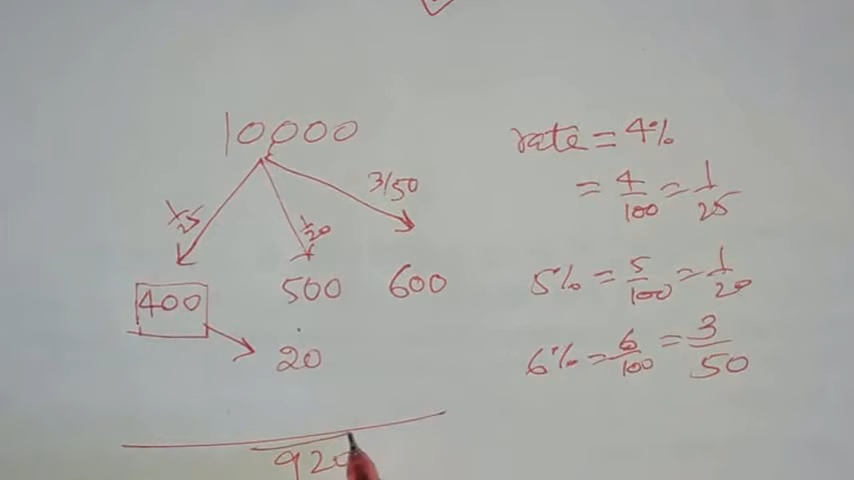 10000
rate = 4%
3/50
= 4/100 = 1/25
1/25
1/20
400
500
600
5% = 5/100 = 1/20
20
6% = 6/100 = 3/50
920